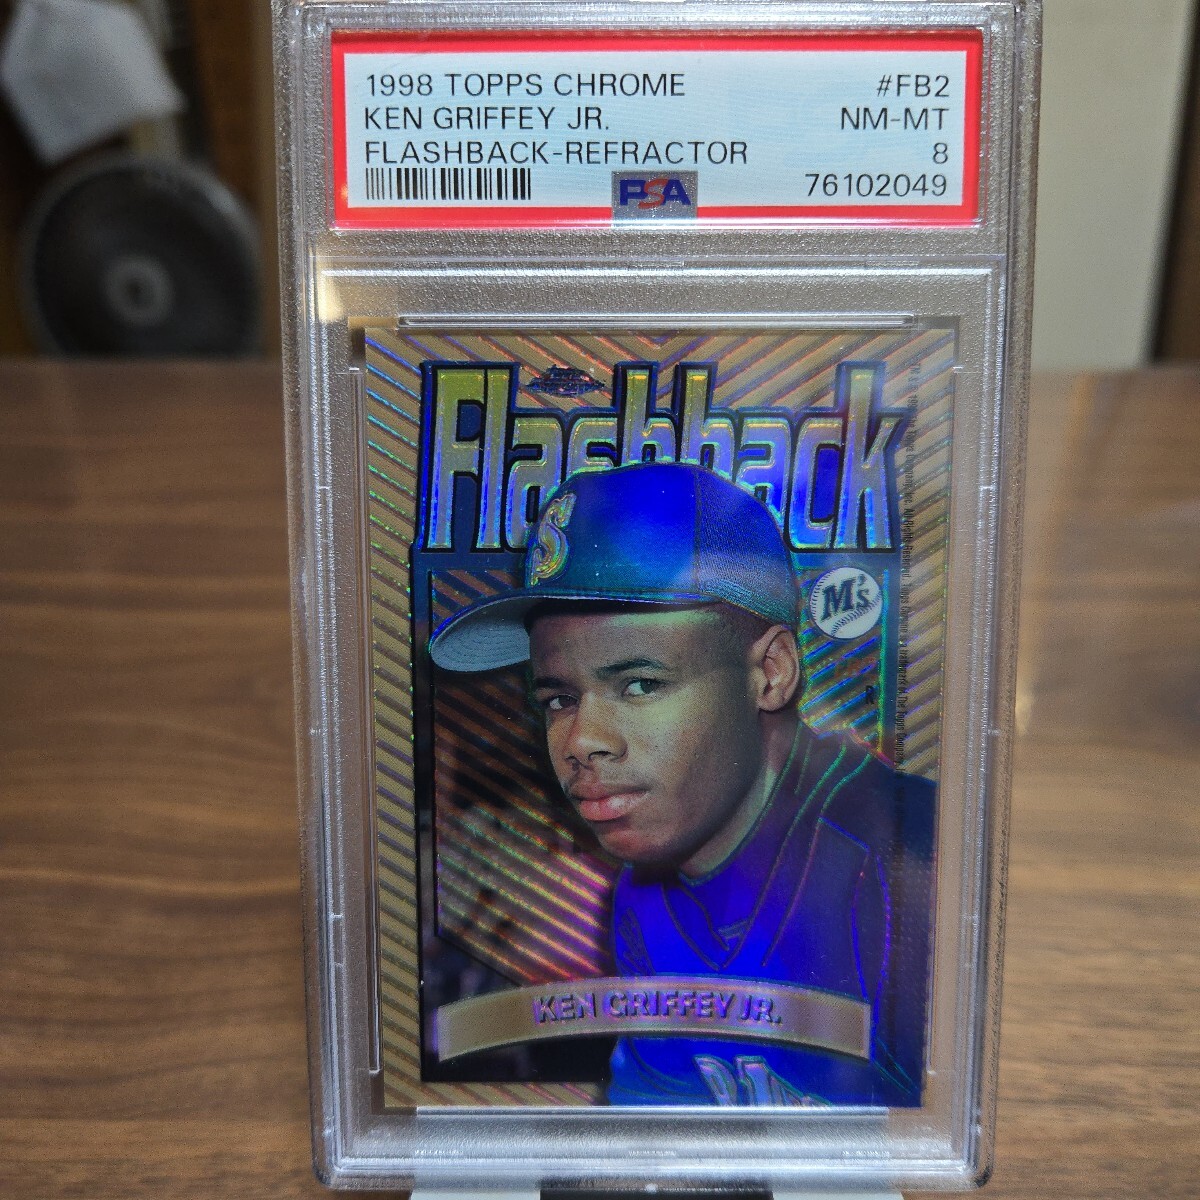 1998 TOPPS CHROME #FB2
KEN GRIFFEY JR. NM-MT
FLASHBACK-REFRACTOR 8
PSA 76102049
Flashback
S
M's
KEN GRIFFEY JR.